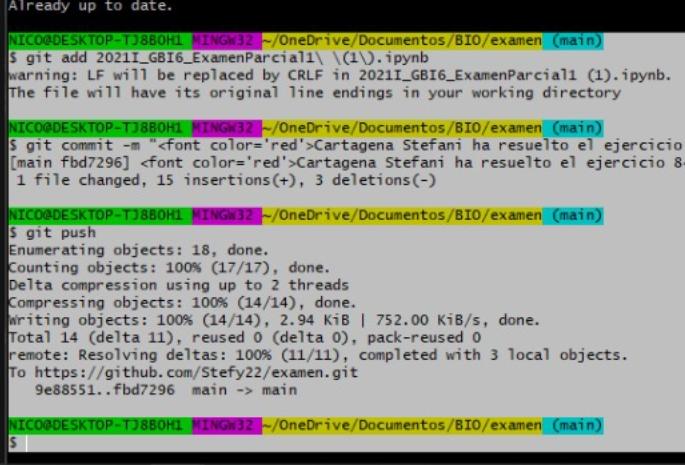 Already up to date.
NICO@DESKTOP-TJ8BOH1 MINGW32 ~/OneDrive/Documentos/BIO/examen (main)
$ git add 2021I_GBI6_ExamenParcial1\ \(1\).ipynb
warning: LF will be replaced by CRLF in 2021I_GBI6_ExamenParcial1 (1).ipynb.
The file will have its original line endings in your working directory
NICO@DESKTOP-TJ8BOH1 MINGW32 ~/OneDrive/Documentos/BIO/examen (main)
$ git commit -m "<font color='red'>Cartagena Stefani ha resuelto el ejercicio
[main fbd7296] <font color='red'>Cartagena Stefani ha resuelto el ejercicio 8
1 file changed, 15 insertions(+), 3 deletions(-)
NICO@DESKTOP-TJ8BOH1 MINGW32 ~/OneDrive/Documentos/BIO/examen (main)
$ git push
Enumerating objects: 18, done.
Counting objects: 100% (17/17), done.
Delta compression using up to 2 threads
Compressing objects: 100% (14/14), done.
Writing objects: 100% (14/14), 2.94 KiB | 752.00 KiB/s, done.
Total 14 (delta 11), reused 0 (delta 0), pack-reused 0
remote: Resolving deltas: 100% (11/11), completed with 3 local objects.
To https://github.com/Stefy22/examen.git
9e88551..fbd7296 main -> main
NICO@DESKTOP-TJ8BOH1 MINGW32 ~/OneDrive/Documentos/BIO/examen (main)
$